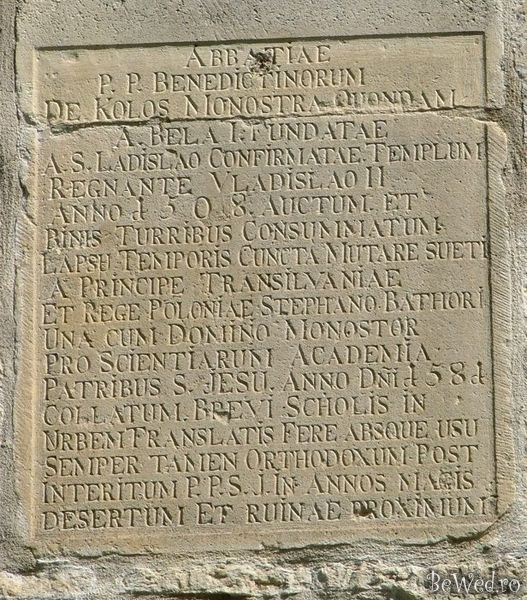 ABBATIAE
P. P. BENEDICTINORUM
DE KOLOS MONOSTRA QUONDAM
A. BELA I. FUNDATAE
A. S. LADISLAO CONFIRMATAE. TEMPLUM
REGNANTE VLADISLAO II
ANNO 1508. AUCTUM. ET
BINIS TURRIBUS CONSUMMATUM.
LAPSU TEMPORIS CUNCTA MUTARE SUETI
A PRINCIPE TRANSILVANIAE
ET REGE POLONIAE STEPHANO BATHORI
UNA CUM DOMINO MONOSTOR
PRO SCIENTIARUM ACADEMIA.
PATRIBUS S. JESU. ANNO DNI 1581
COLLATUM. BREVI SCHOLIS IN
URBEM TRANSLATIS FERE ABSQUE USU
SEMPER TAMEN ORTHODOXUM POST
INTERITUM P.P.S.J. IN ANNOS MAGIS
DESERTUM ET RUINAE PROXIMUM
BeWed.ro